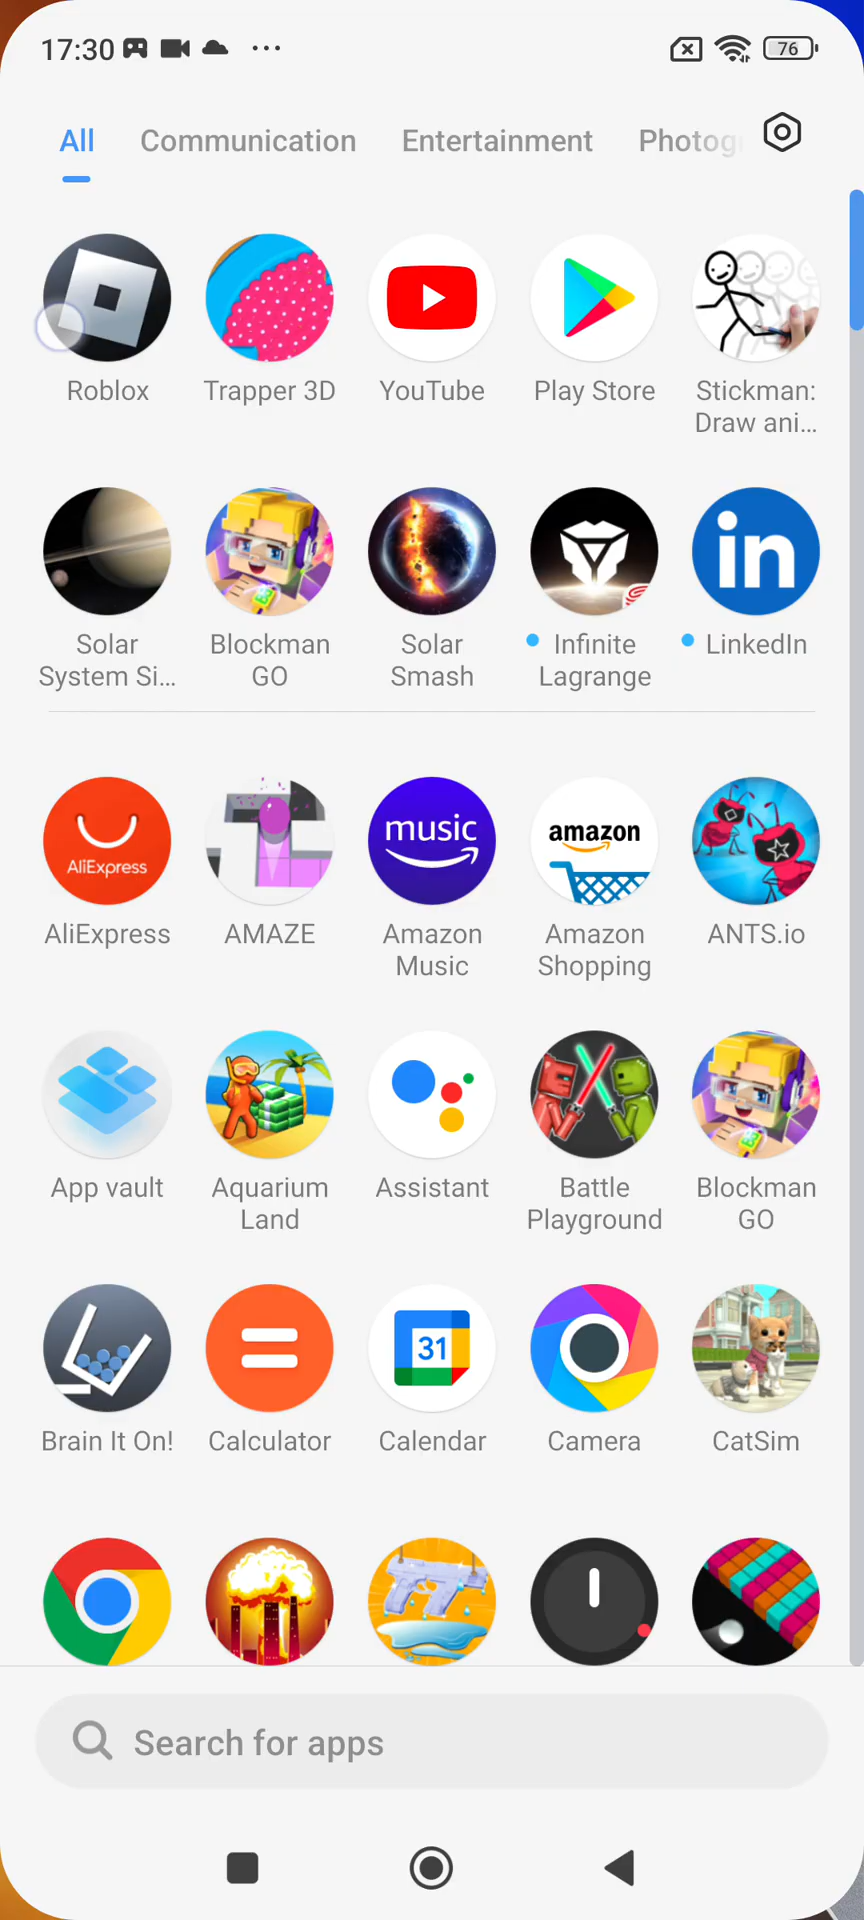 17:30 ... 76
All Communication Entertainment Photog
Roblox Trapper 3D YouTube Play Store Stickman:
Draw ani...
Solar Blockman Solar Infinite LinkedIn
System Si... GO Smash Lagrange
in
AliExpress music amazon
AliExpress AMAZE Amazon Amazon ANTS.io
Music Shopping
App vault Aquarium Assistant Battle Blockman
Land Playground GO
31
Brain It On! Calculator Calendar Camera CatSim
Search for apps